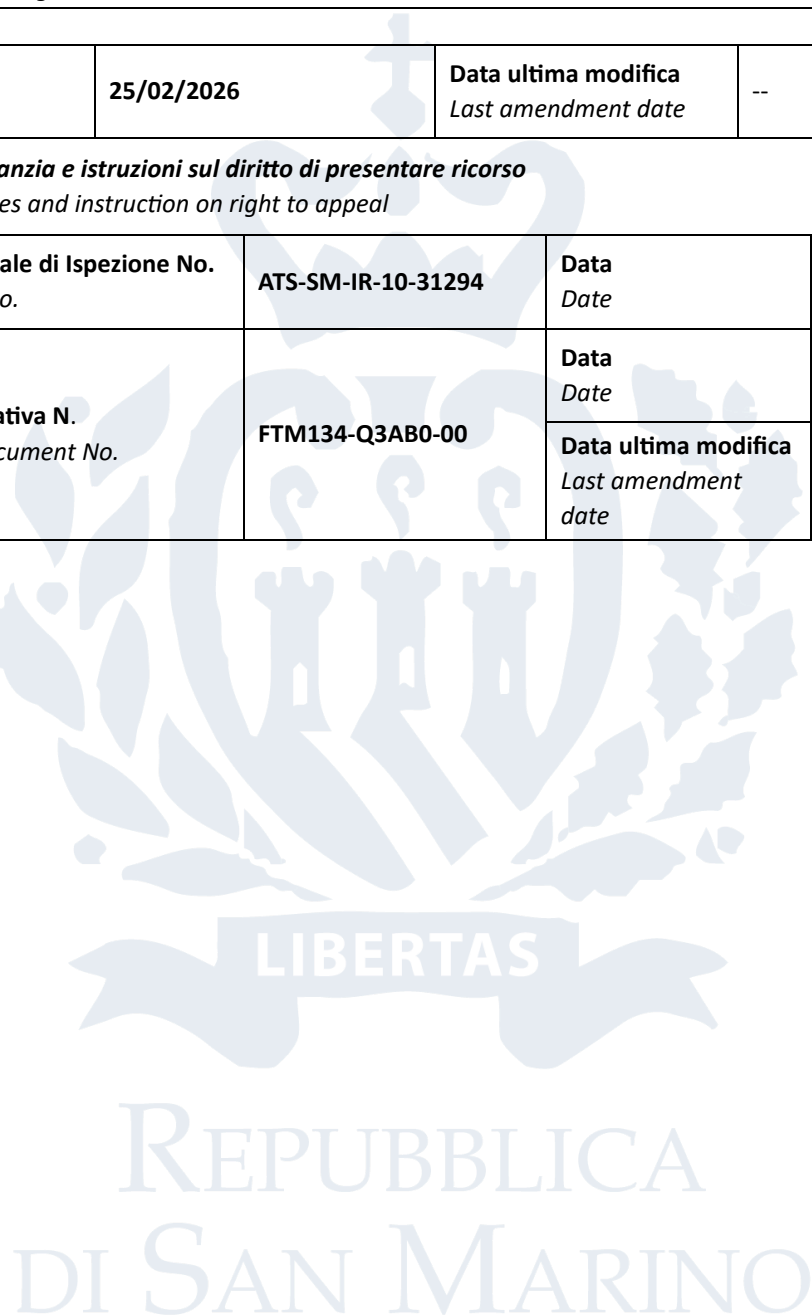 25/02/2026
Data ultima modifica
Last amendment date
--
anzia e istruzioni sul diritto di presentare ricorso
es and instruction on right to appeal
ale di Ispezione No.
o.
ATS-SM-IR-10-31294
Data
Date
ativa N.
cument No.
FTM134-Q3AB0-00
Data
Date
Data ultima modifica
Last amendment
date
LIBERTAS
REPUBBLICA
DI SAN MARINO